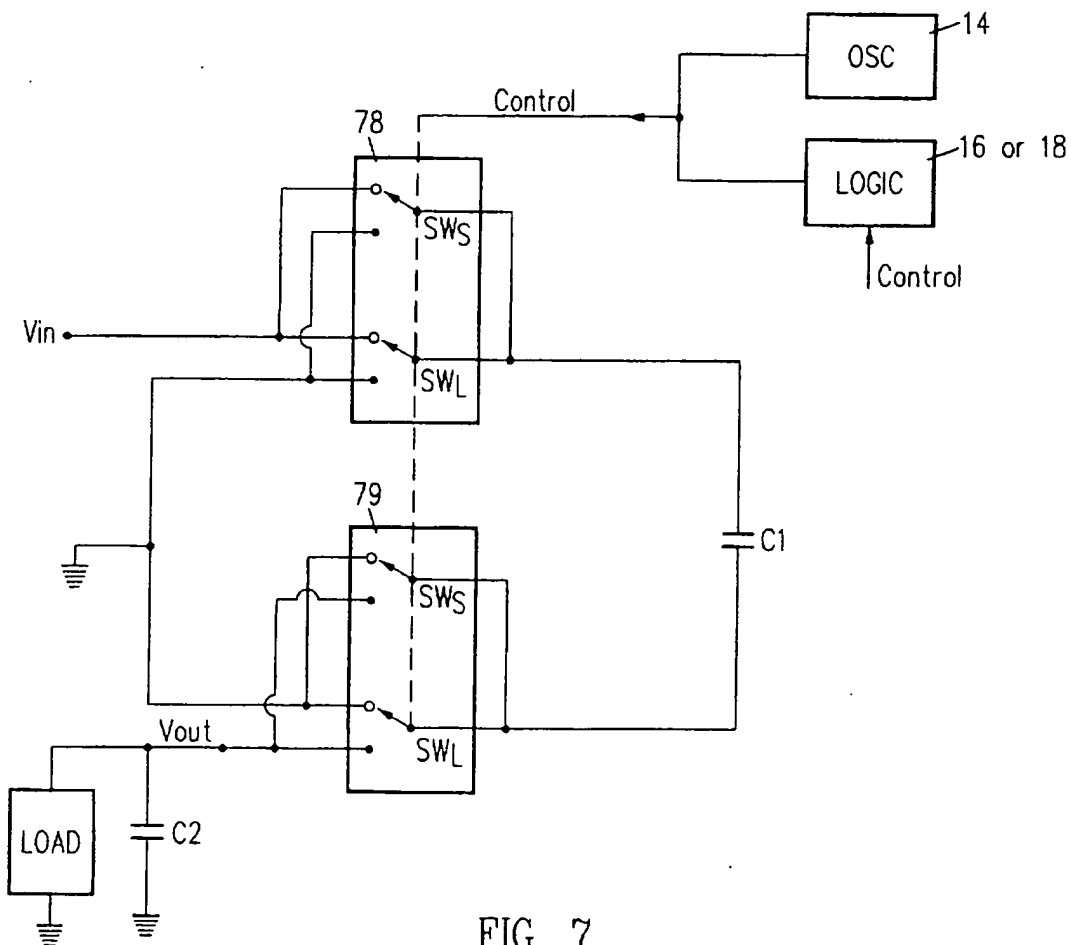 14
OSC
Control
78
16 or 18
LOGIC
SWS
Control
Vin
SWL
79
C1
SWS
Vout
SWL
LOAD
C2
FIG. 7